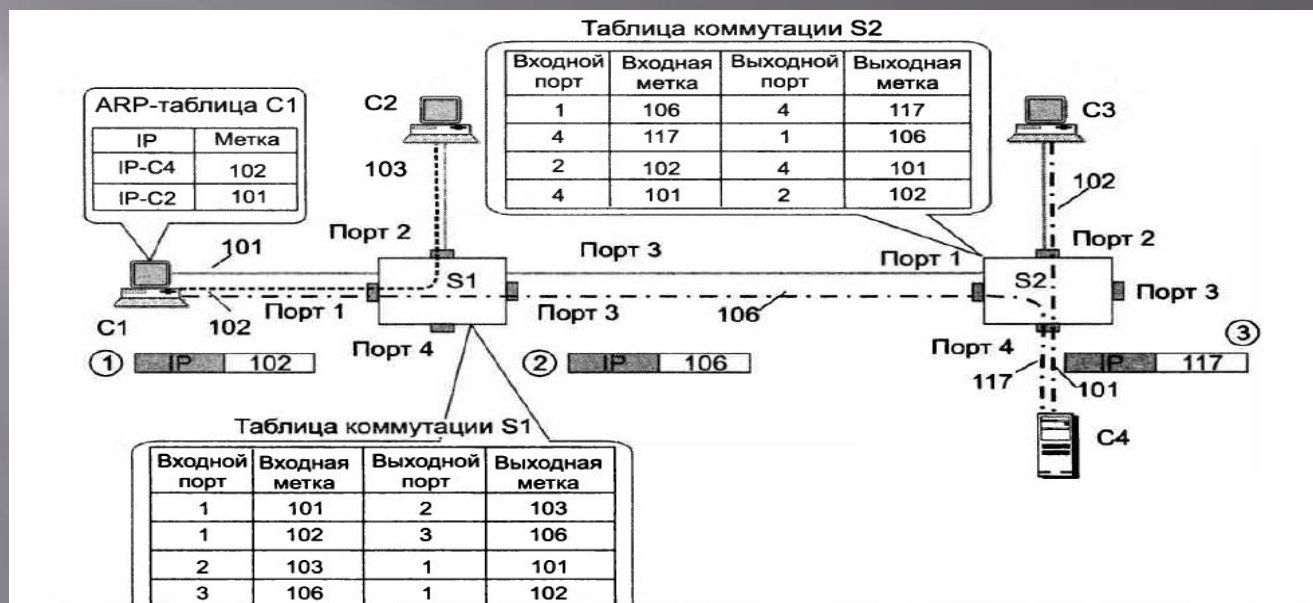 Таблица коммутации S2
Входной порт Входная метка Выходной порт Выходная метка
1 106 4 117
4 117 1 106
2 102 4 101
4 101 2 102
ARP-таблица C1
IP Метка
IP-C4 102
IP-C2 101
C2
103
C3
102
Порт 2
101
Порт 3
Порт 1
Порт 2
S1
S2
C1
102
Порт 1
Порт 3
106
Порт 3
Порт 4
Порт 4
1 IP 102
2 IP 106
3
IP 117
117
101
C4
Таблица коммутации S1
Входной порт Входная метка Выходной порт Выходная метка
1 101 2 103
1 102 3 106
2 103 1 101
3 106 1 102